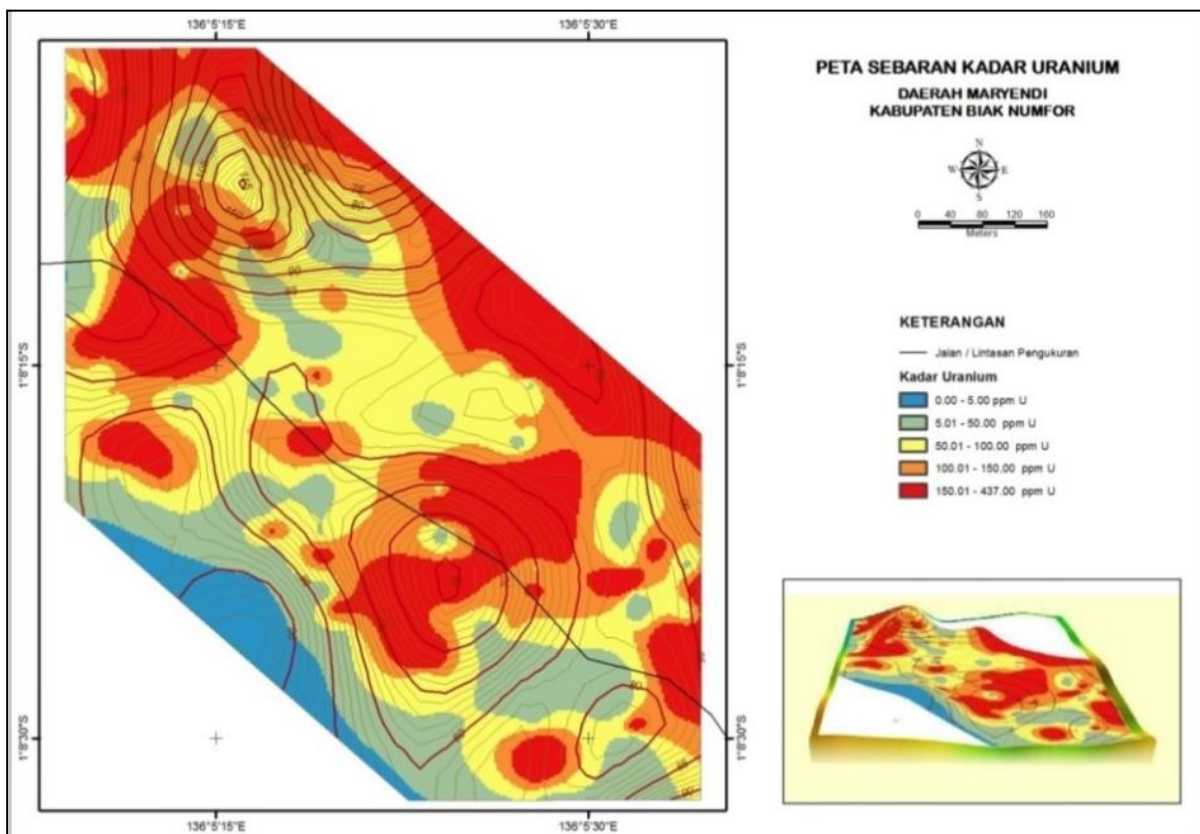 136°5'15"E
136°5'30"E
1°8'15"S
1°8'15"S
1°8'30"S
1°8'30"S
136°5'15"E
136°5'30"E
PETA SEBARAN KADAR URANIUM
DAERAH MARYENDI
KABUPATEN BIAK NUMFOR
N
W E
S
0 40 80 120 160
Meters
KETERANGAN
Jalan / Lintasan Pengukuran
Kadar Uranium
0.00 - 5.00 ppm U
5.01 - 50.00 ppm U
50.01 - 100.00 ppm U
100.01 - 150.00 ppm U
150.01 - 437.00 ppm U